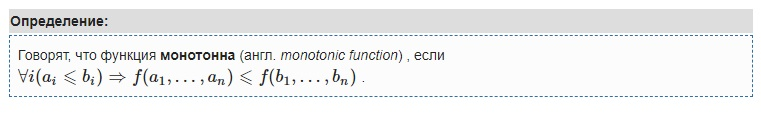 Определение:
Говорят, что функция монотонна (англ. monotonic function) , если
∀i(aᵢ ⩽ bᵢ) ⇒ f(a₁, …, aₙ) ⩽ f(b₁, …, bₙ) .